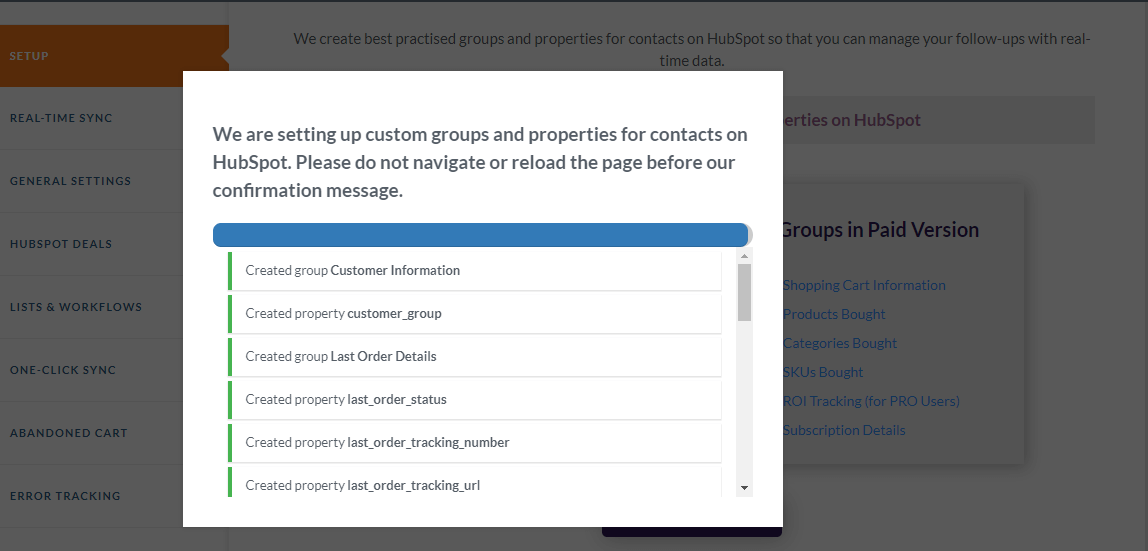 We create best practised groups and properties for contacts on HubSpot so that you can manage your follow-ups with real-
time data.
SETUP
REAL-TIME SYNC
GENERAL SETTINGS
HUBSPOT DEALS
LISTS & WORKFLOWS
ONE-CLICK SYNC
ABANDONED CART
ERROR TRACKING
We are setting up custom groups and properties for contacts on
HubSpot. Please do not navigate or reload the page before our
confirmation message.
Created group Customer Information
Created property customer_group
Created group Last Order Details
Created property last_order_status
Created property last_order_tracking_number
Created property last_order_tracking_url
erties on HubSpot
Groups in Paid Version
Shopping Cart Information
Products Bought
Categories Bought
SKUs Bought
ROI Tracking (for PRO Users)
Subscription Details